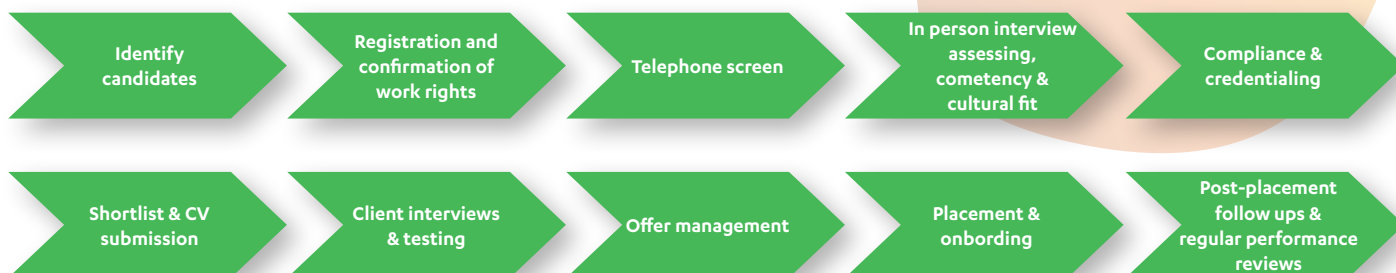 Identify
candidates
Registration and
confirmation of
work rights
Telephone screen
In person interview
assessing,
cometency &
cultural fit
Compliance &
credentialing
Shortlist & CV
submission
Client interviews
& testing
Offer management
Placement &
onbording
Post-placement
follow ups &
regular performance
reviews